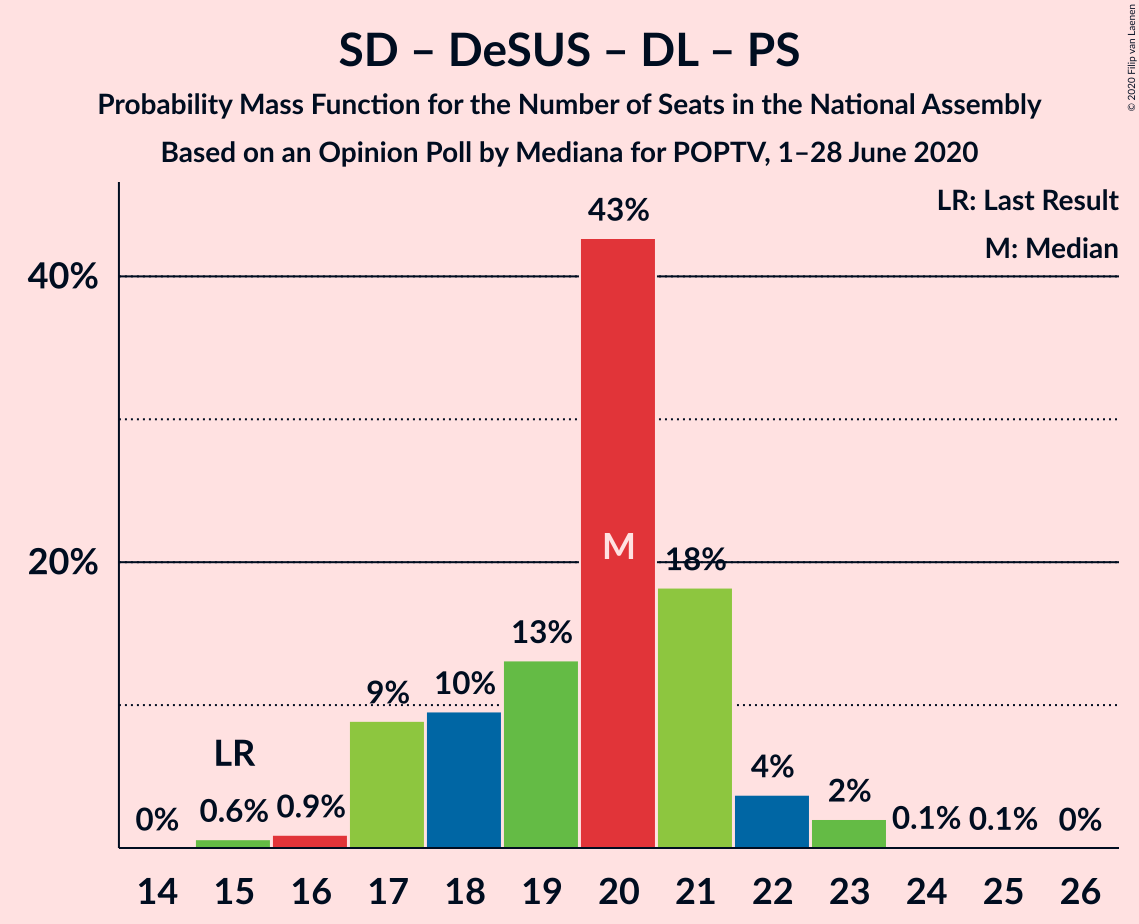 SD – DeSUS – DL – PS
Probability Mass Function for the Number of Seats in the National Assembly
Based on an Opinion Poll by Mediana for POPTV, 1–28 June 2020
© 2020 Filip van Laenen
LR: Last Result
M: Median
43%
40%
M
20%
18%
13%
10%
9%
LR
4%
2%
0%
0.6%
0.9%
0.1%
0.1%
0%
14 15 16 17 18 19 20 21 22 23 24 25 26